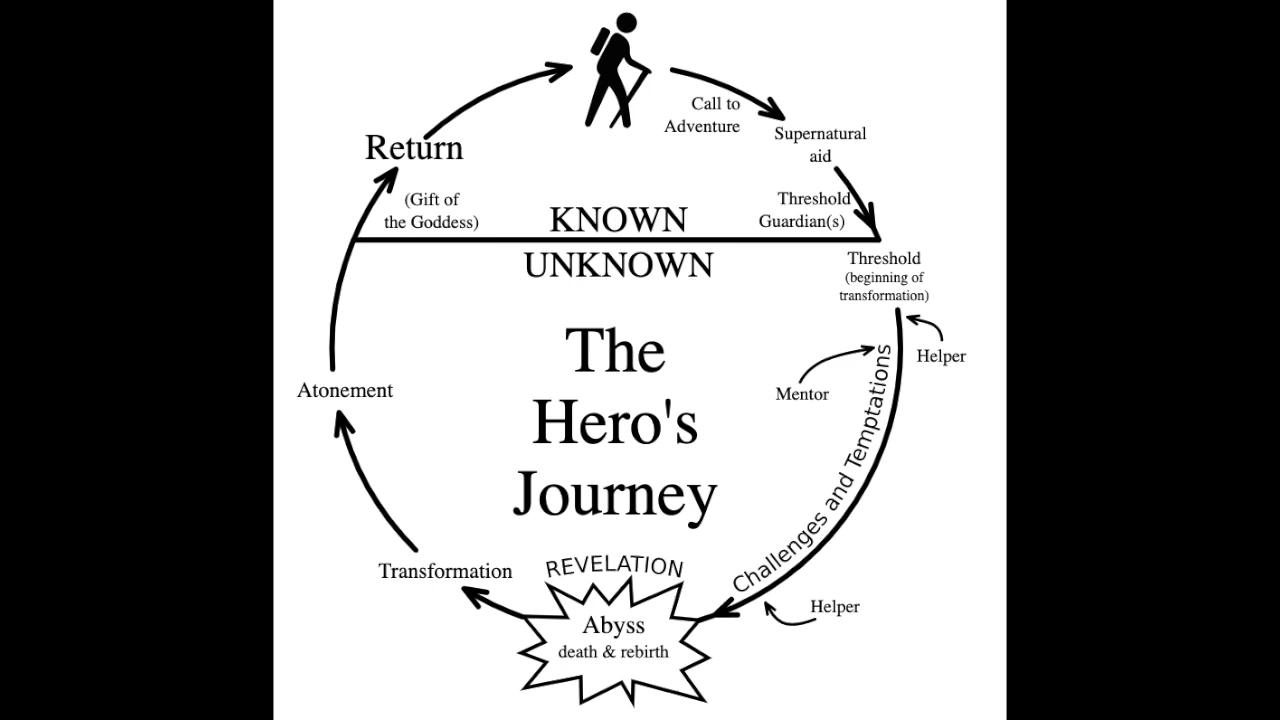 Call to
Adventure
Supernatural
aid
Return
(Gift of
the Goddess)
Threshold
Guardian(s)
KNOWN
UNKNOWN
Threshold
(beginning of
transformation)
Helper
Mentor
The
Hero's
Journey
Challenges and Temptations
Atonement
Transformation
REVELATION
Abyss
death & rebirth
Helper